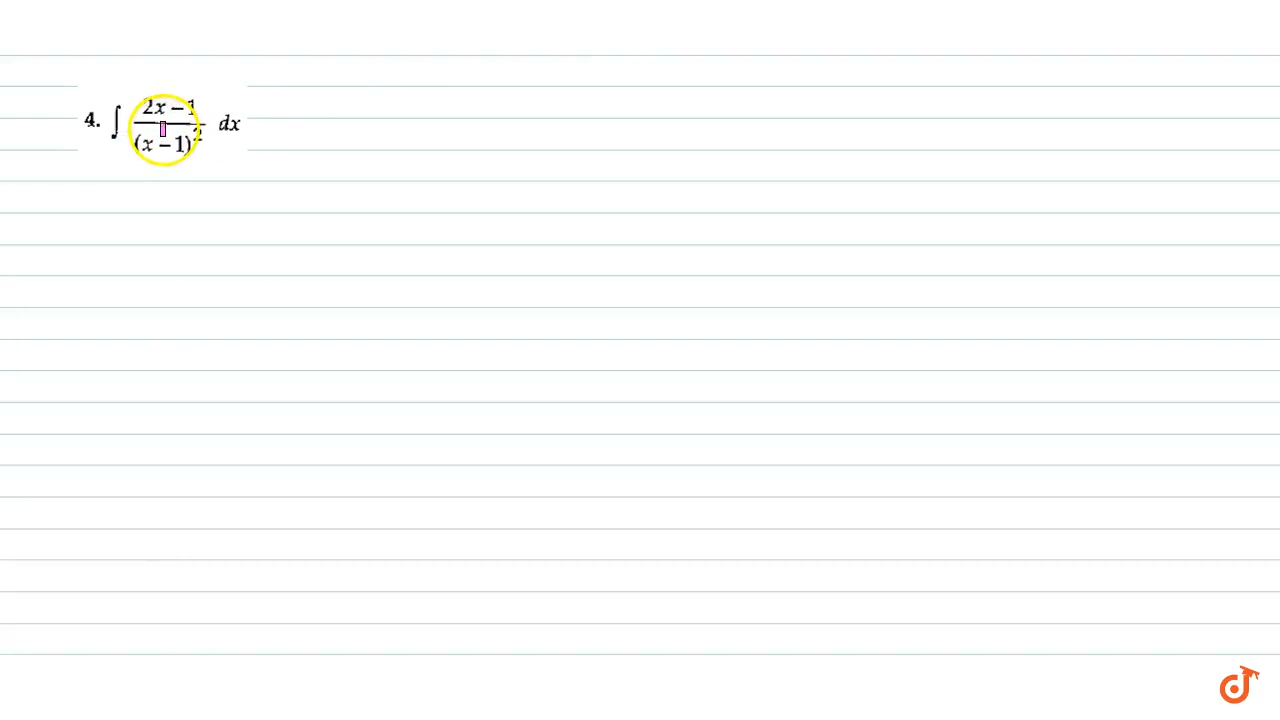 4. ∫ (2x − 1)/(x − 1)² dx